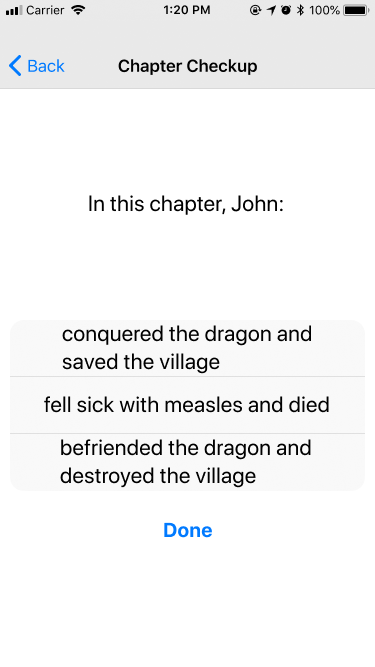 Carrier 1:20 PM 100%
Back Chapter Checkup
In this chapter, John:
conquered the dragon and
saved the village
fell sick with measles and died
befriended the dragon and
destroyed the village
Done